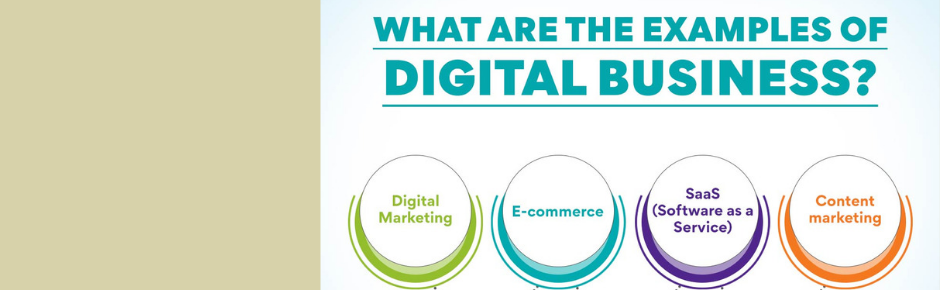 WHAT ARE THE EXAMPLES OF
DIGITAL BUSINESS?
Digital
Marketing
E-commerce
SaaS
(Software as a
Service)
Content
marketing